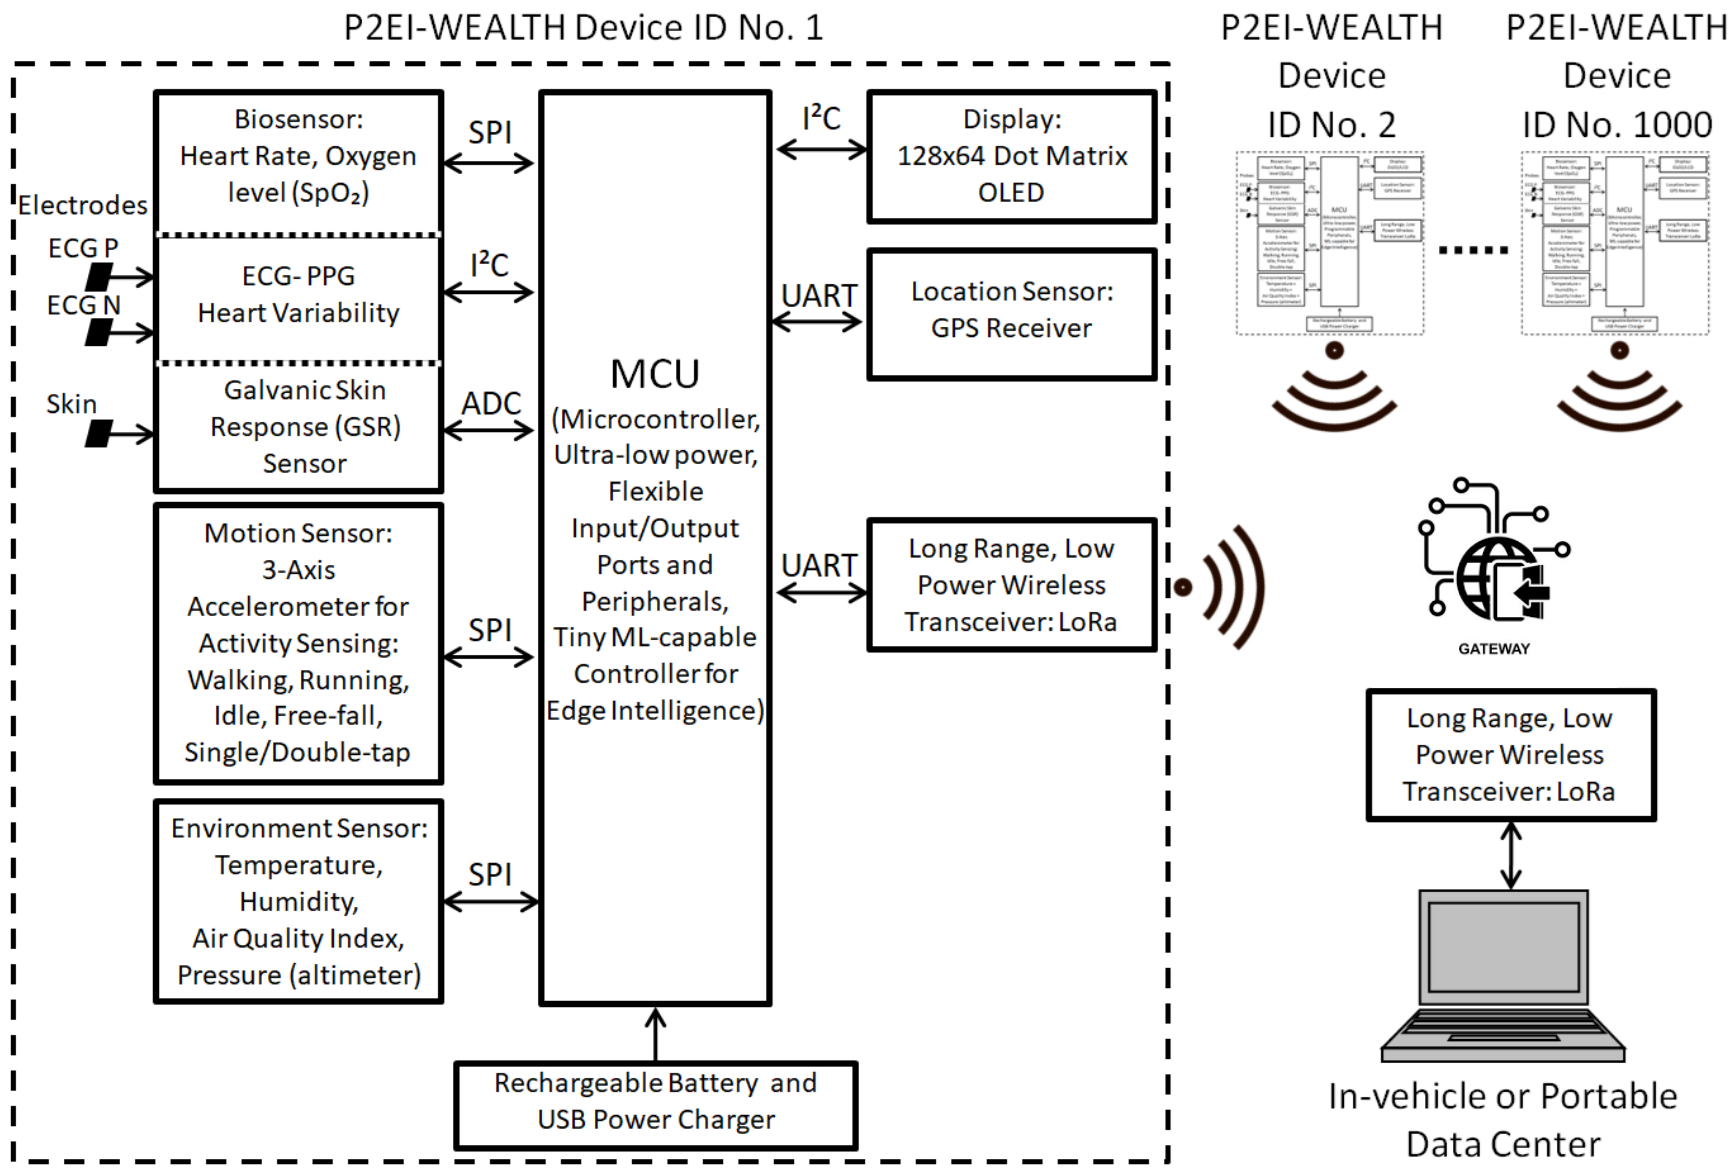 P2EI-WEALTH Device ID No. 1
Biosensor:
Heart Rate, Oxygen
level (SpO₂)
SPI
Electrodes
ECG P
ECG N
ECG- PPG
Heart Variability
I²C
Skin
Galvanic Skin
Response (GSR)
Sensor
ADC
Motion Sensor:
3-Axis
Accelerometer for
Activity Sensing:
Walking, Running,
Idle, Free-fall,
Single/Double-tap
SPI
Environment Sensor:
Temperature,
Humidity,
Air Quality Index,
Pressure (altimeter)
SPI
MCU
(Microcontroller,
Ultra-low power,
Flexible
Input/Output
Ports and
Peripherals,
Tiny ML-capable
Controller for
Edge Intelligence)
Rechargeable Battery and
USB Power Charger
I²C
Display:
128x64 Dot Matrix
OLED
UART
Location Sensor:
GPS Receiver
UART
Long Range, Low
Power Wireless
Transceiver: LoRa
P2EI-WEALTH
Device
ID No. 2
MCU
P2EI-WEALTH
Device
ID No. 1000
MCU
GATEWAY
Long Range, Low
Power Wireless
Transceiver: LoRa
In-vehicle or Portable
Data Center